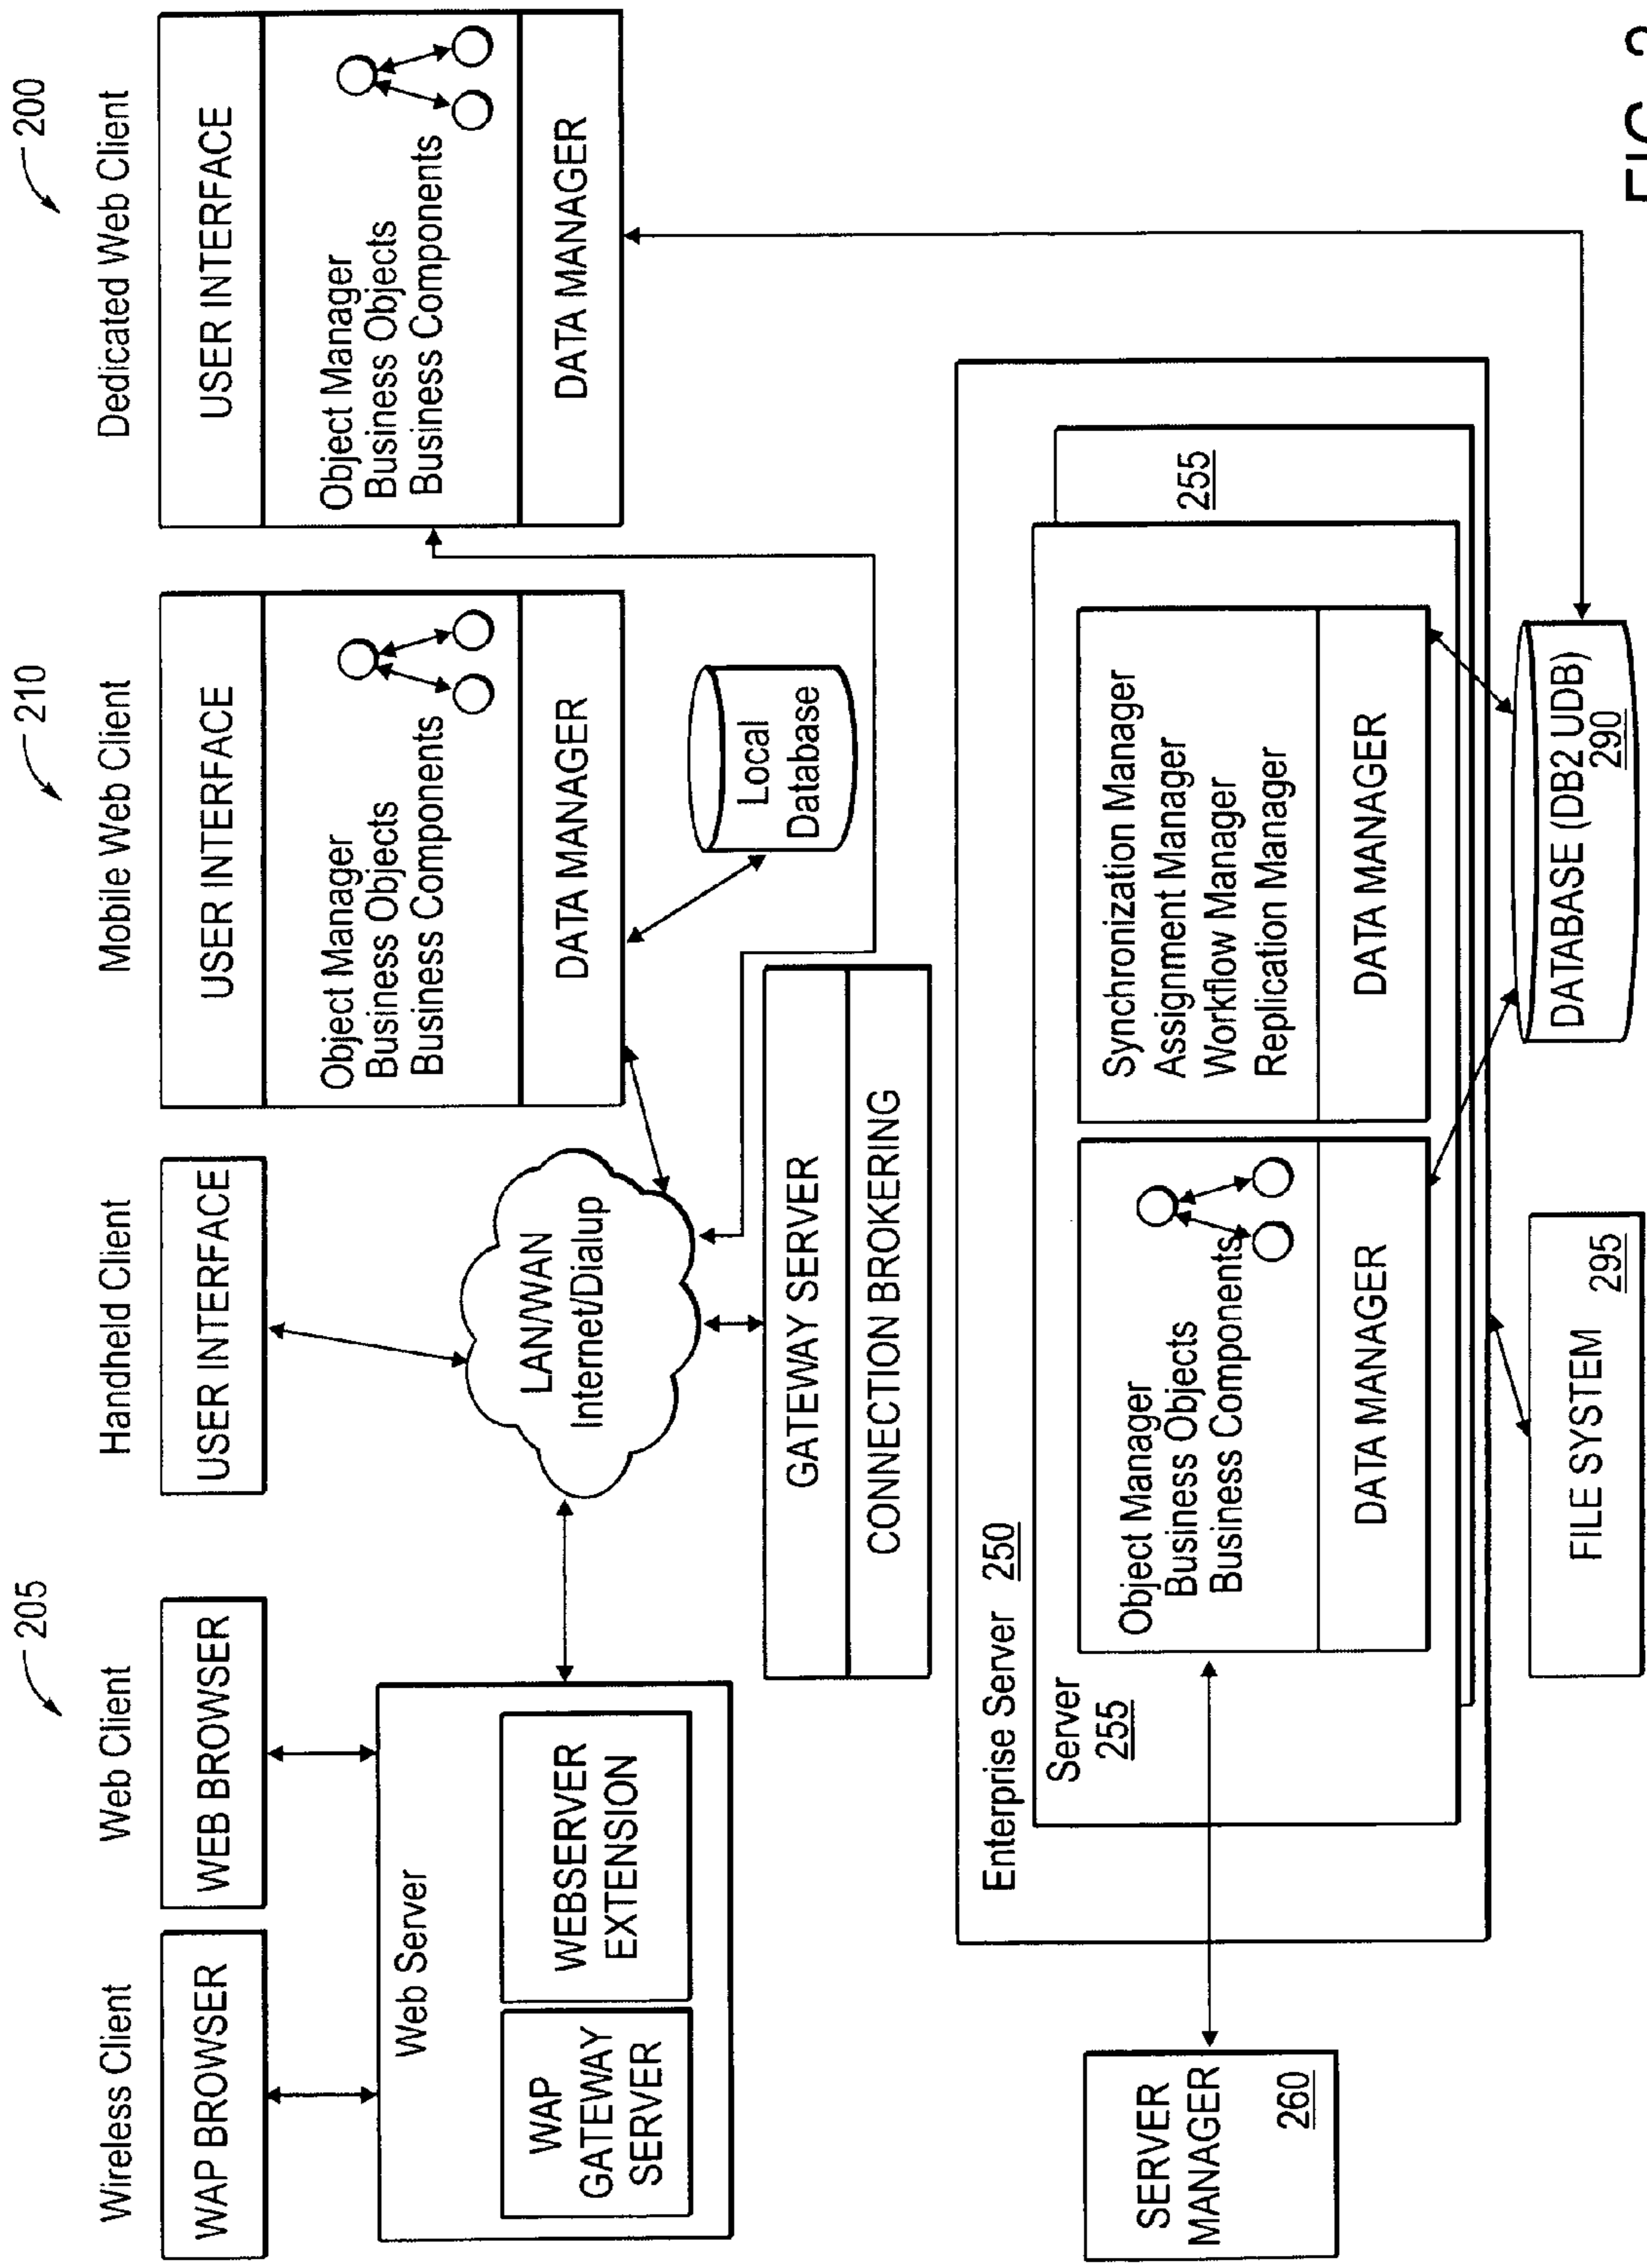 200
210
205
Wireless Client
Web Client
Handheld Client
Mobile Web Client
Dedicated Web Client
WAP BROWSER
WEB BROWSER
USER INTERFACE
USER INTERFACE
Object Manager
Business Objects
Business Components
DATA MANAGER
USER INTERFACE
Object Manager
Business Objects
Business Components
DATA MANAGER
Web Server
WAP
GATEWAY
SERVER
WEBSERVER
EXTENSION
LAN/WAN
Internet/Dialup
Local
Database
GATEWAY SERVER
CONNECTION BROKERING
Enterprise Server 250
Server
255
255
Object Manager
Business Objects
Business Components
DATA MANAGER
Synchronization Manager
Assignment Manager
Workflow Manager
Replication Manager
DATA MANAGER
SERVER
MANAGER
260
FILE SYSTEM
295
DATABASE (DB2 UDB)
290